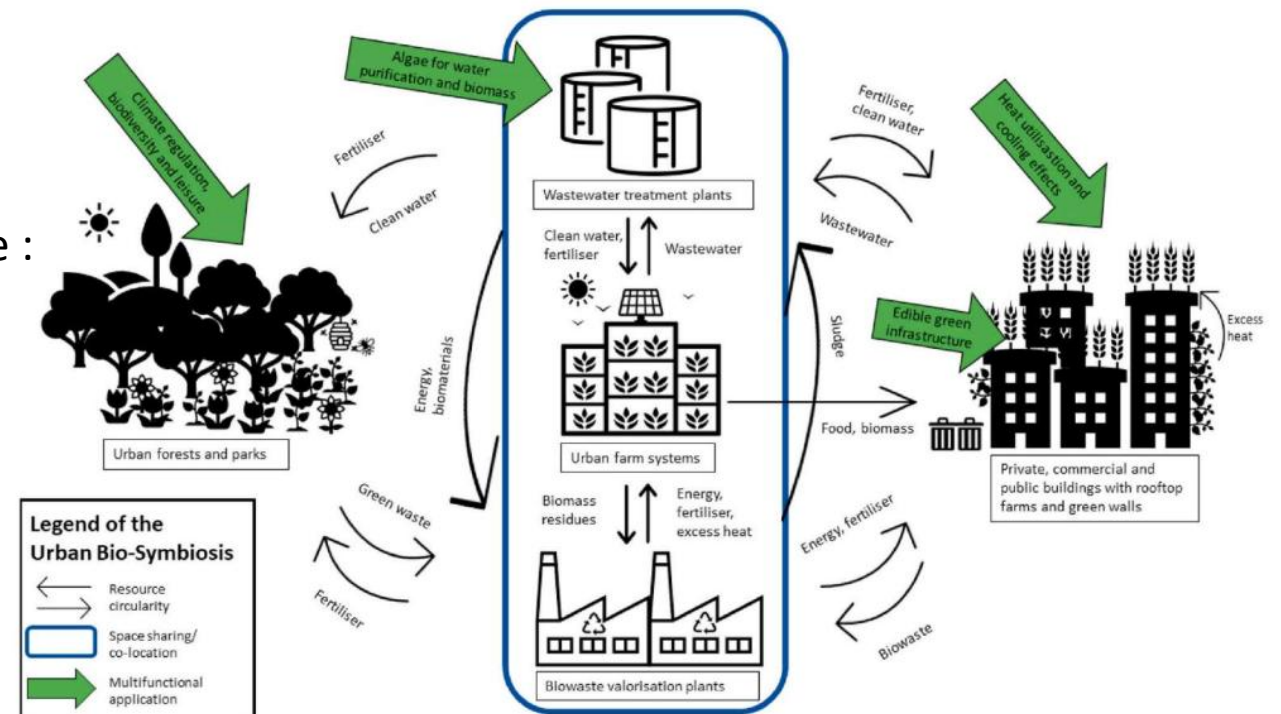 Algae for water
purification and biomass
Climate regulation,
biodiversity and leisure
Fertiliser
Clean water
e :
Wastewater treatment plants
Clean water,
fertiliser
Wastewater
Fertiliser,
clean water
Wastewater
Heat utilisastion and
cooling effects
Edible green
infrastructure
Excess
heat
Energy,
biomaterials
Sludge
Food, biomass
Urban forests and parks
Urban farm systems
Private, commercial and
public buildings with rooftop
farms and green walls
Biomass
residues
Energy,
fertiliser,
excess heat
Green waste
Fertiliser
Energy, fertiliser
Biowaste
Biowaste valorisation plants
Legend of the
Urban Bio-Symbiosis
Resource
circularity
Space sharing/
co-location
Multifunctional
application